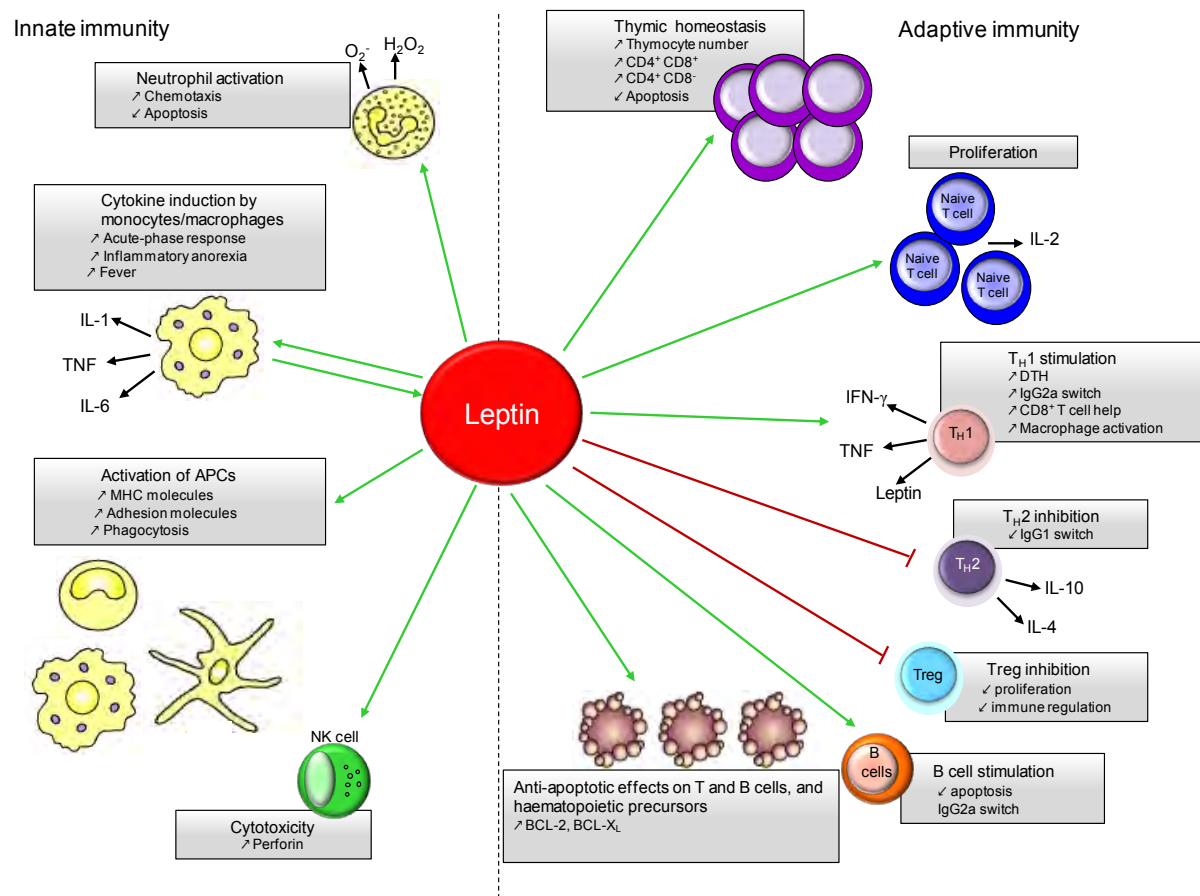 Innate immunity
Adaptive immunity
O₂⁻
H₂O₂
Neutrophil activation
↗ Chemotaxis
↙ Apoptosis
Cytokine induction by
monocytes/macrophages
↗ Acute-phase response
↗ Inflammatory anorexia
↗ Fever
IL-1
TNF
IL-6
Activation of APCs
↗ MHC molecules
↗ Adhesion molecules
↗ Phagocytosis
NK cell
Cytotoxicity
↗ Perforin
Leptin
Thymic homeostasis
↗ Thymocyte number
↗ CD4⁺ CD8⁺
↗ CD4⁺ CD8⁻
↙ Apoptosis
Proliferation
Naive
T cell
Naive
T cell
Naive
T cell
IL-2
T_H1 stimulation
↗ DTH
↗ IgG2a switch
↗ CD8⁺ T cell help
↗ Macrophage activation
IFN-γ
TNF
Leptin
T_H1
T_H2 inhibition
↙ IgG1 switch
T_H2
IL-10
IL-4
Treg
Treg inhibition
↙ proliferation
↙ immune regulation
B
cells
B cell stimulation
↙ apoptosis
IgG2a switch
Anti-apoptotic effects on T and B cells, and
haematopoietic precursors
↗ BCL-2, BCL-X_L